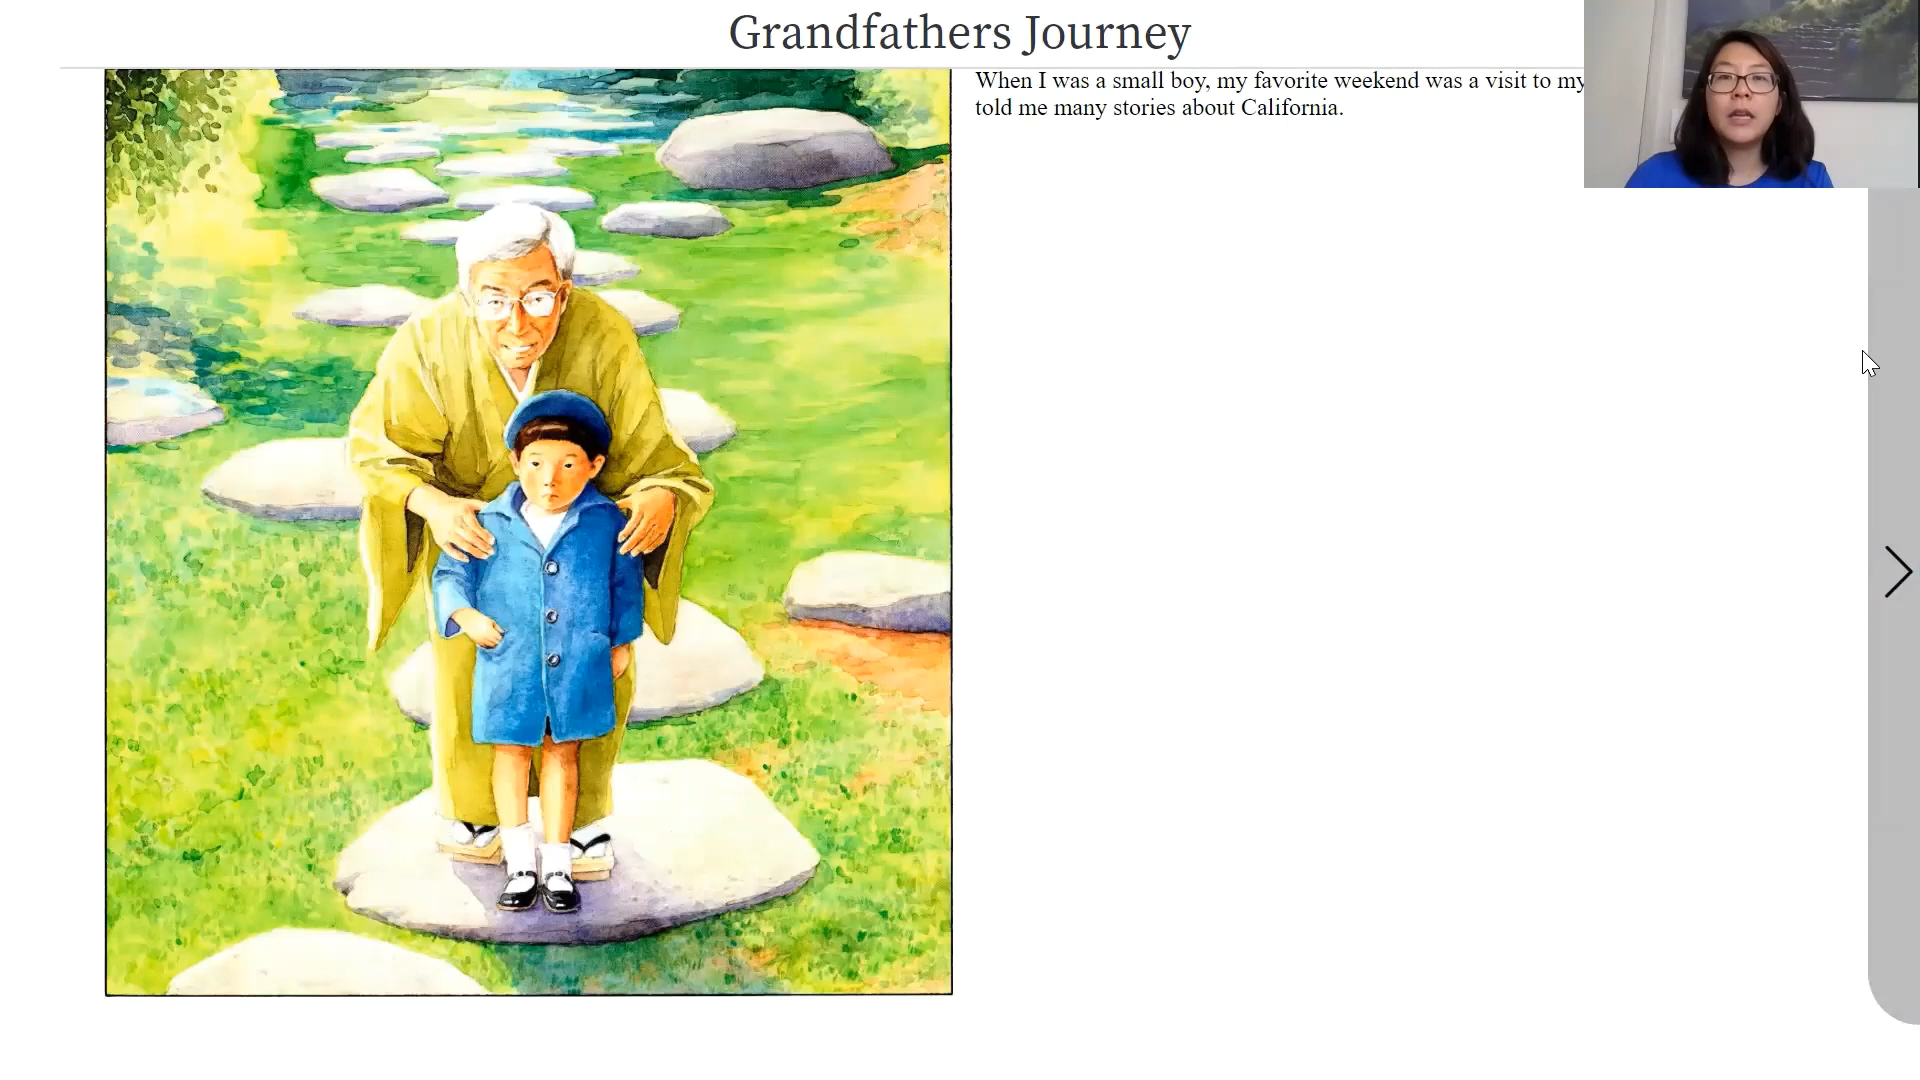 Grandfathers Journey
When I was a small boy, my favorite weekend was a visit to my
told me many stories about California.